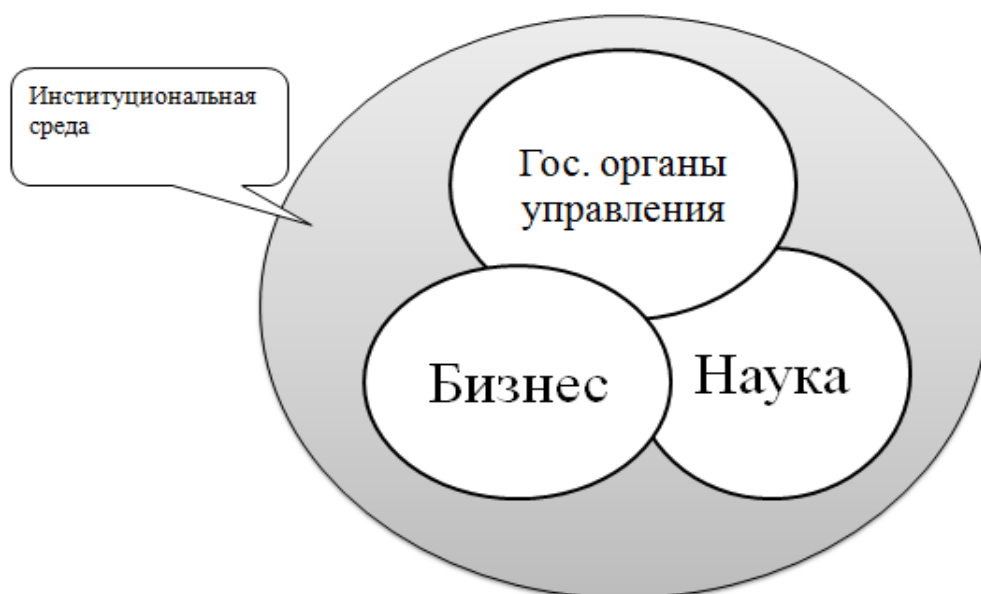 Институциональная
среда
Гос. органы
управления
Бизнес
Наука